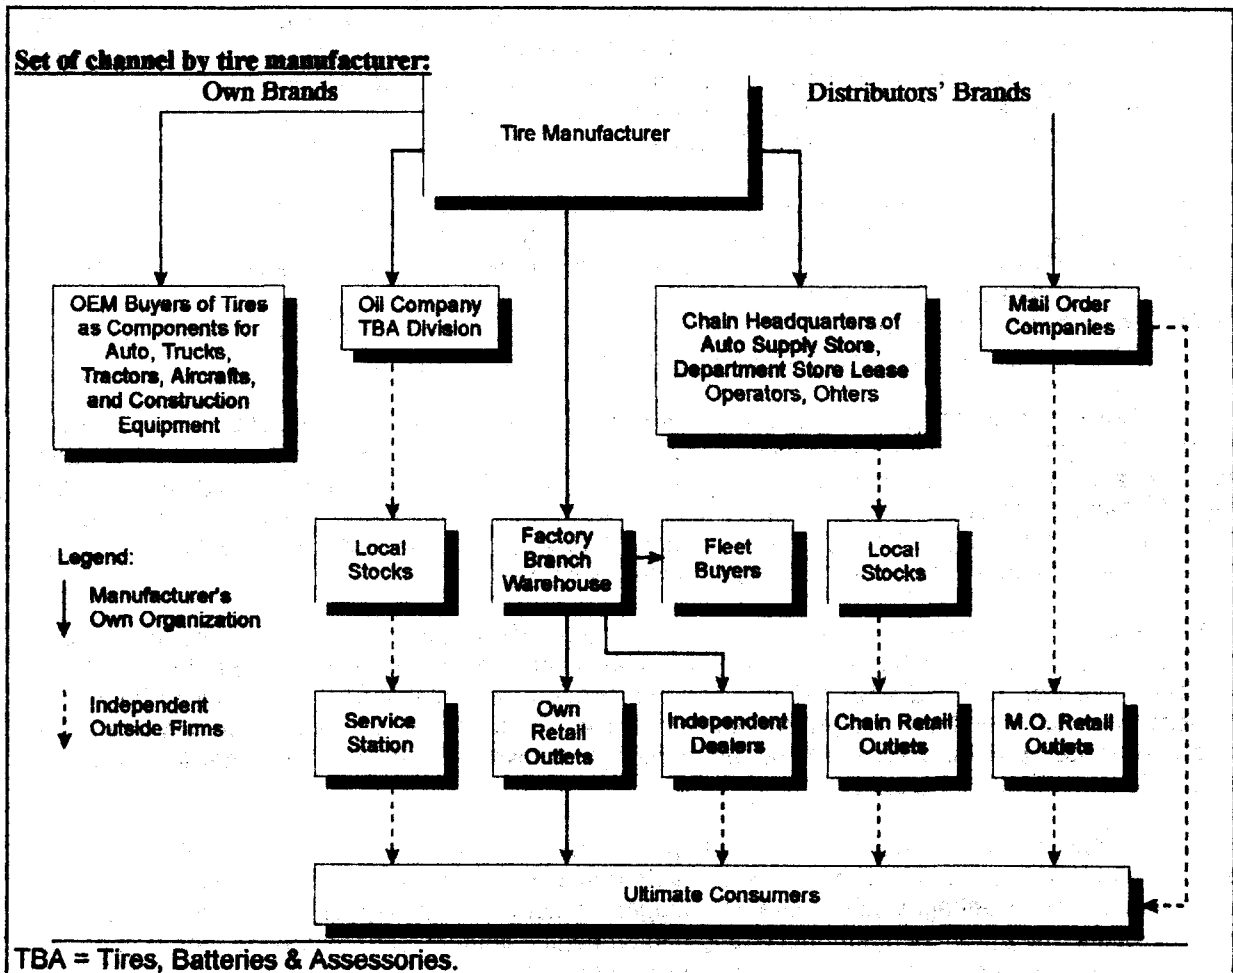 Set of channel by tire manufacturer:
Own Brands
Distributors' Brands
Tire Manufacturer
OEM Buyers of Tires
as Components for
Auto, Trucks,
Tractors, Aircrafts,
and Construction
Equipment
Oil Company
TBA Division
Chain Headquarters of
Auto Supply Store,
Department Store Lease
Operators, Ohters
Mail Order
Companies
Legend:
Manufacturer's
Own Organization
Independent
Outside Firms
Local
Stocks
Factory
Branch
Warehouse
Fleet
Buyers
Local
Stocks
Service
Station
Own
Retail
Outlets
Independent
Dealers
Chain Retail
Outlets
M.O. Retail
Outlets
Ultimate Consumers
TBA = Tires, Batteries & Assessories.